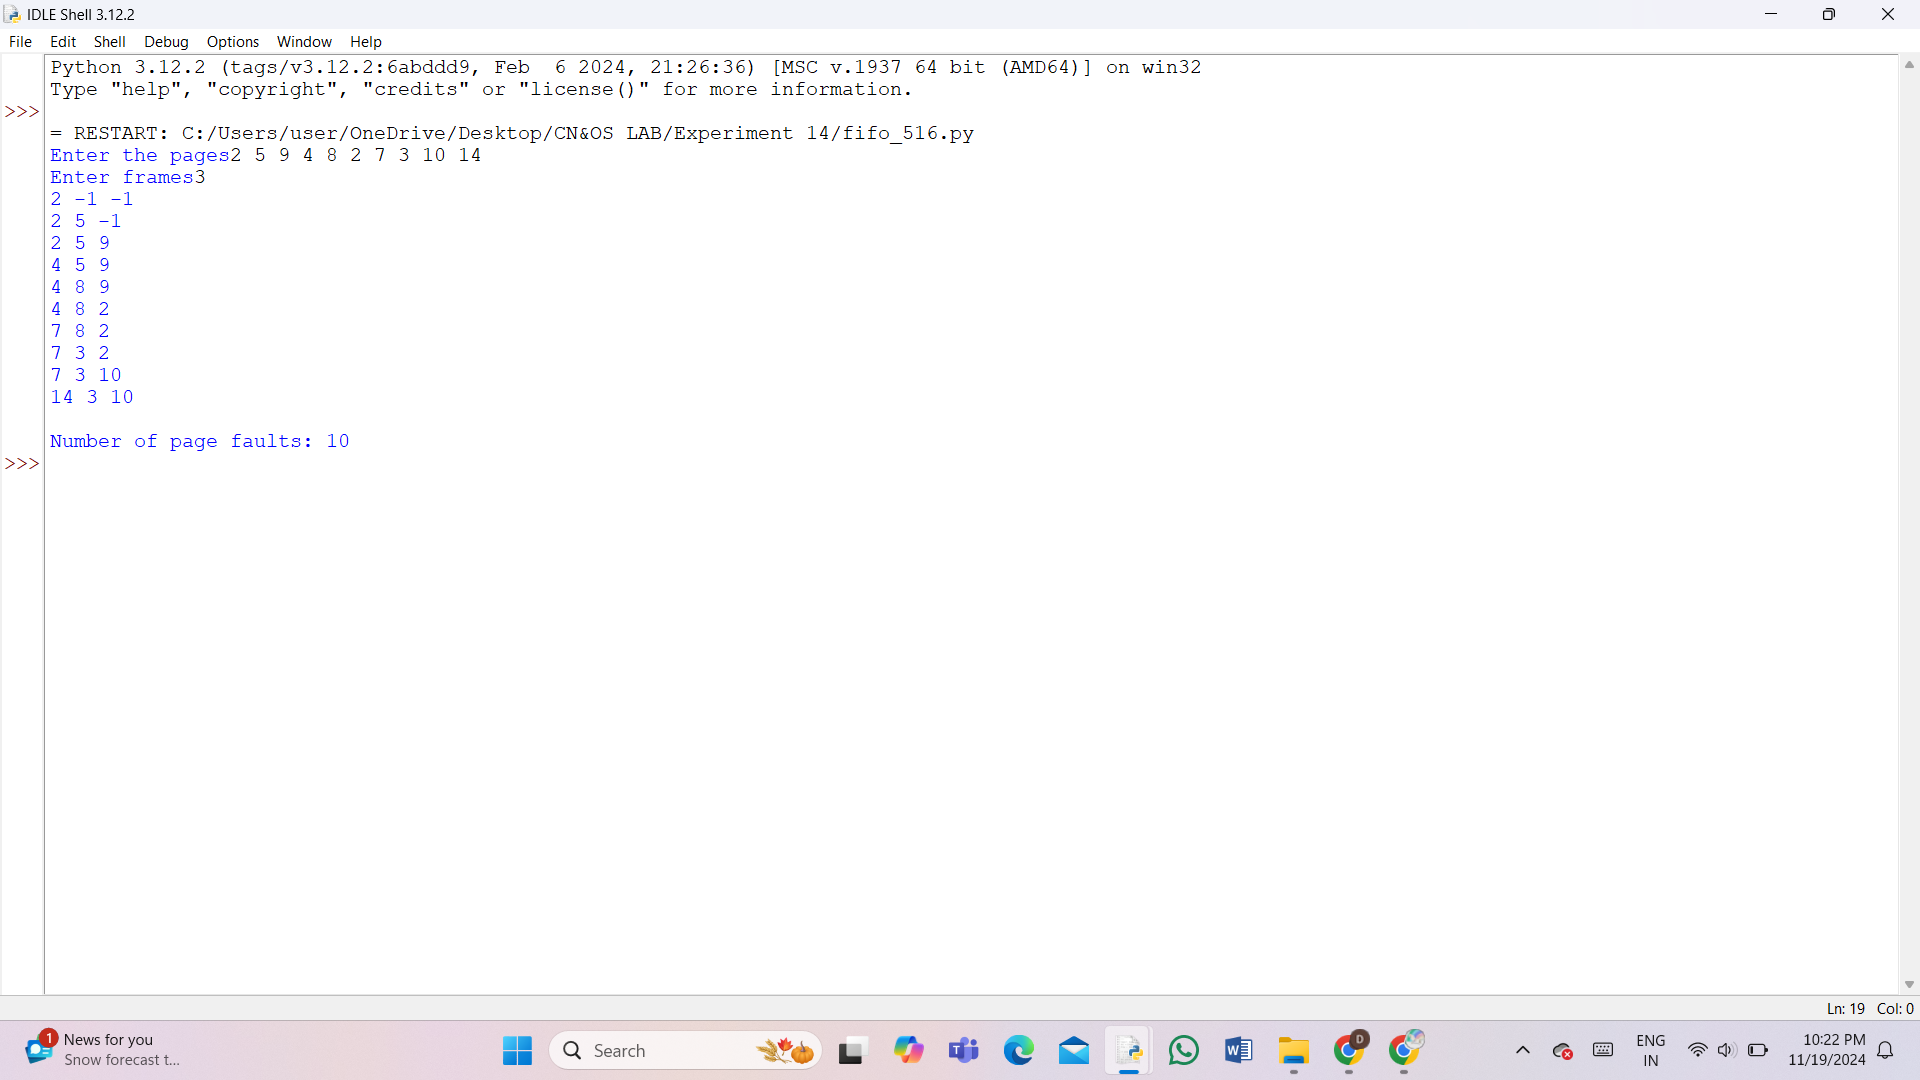 IDLE Shell 3.12.2
File Edit Shell Debug Options Window Help
Python 3.12.2 (tags/v3.12.2:6abddd9, Feb  6 2024, 21:26:36) [MSC v.1937 64 bit (AMD64)] on win32
Type "help", "copyright", "credits" or "license()" for more information.
>>>
= RESTART: C:/Users/user/OneDrive/Desktop/CN&OS LAB/Experiment 14/fifo_516.py
Enter the pages2 5 9 4 8 2 7 3 10 14
Enter frames3
2 -1 -1
2 5 -1
2 5 9
4 5 9
4 8 9
4 8 2
7 8 2
7 3 2
7 3 10
14 3 10
Number of page faults: 10
>>>
Ln: 19 Col: 0
1
News for you
Snow forecast t...
Search
D
ENG
IN
10:22 PM
11/19/2024